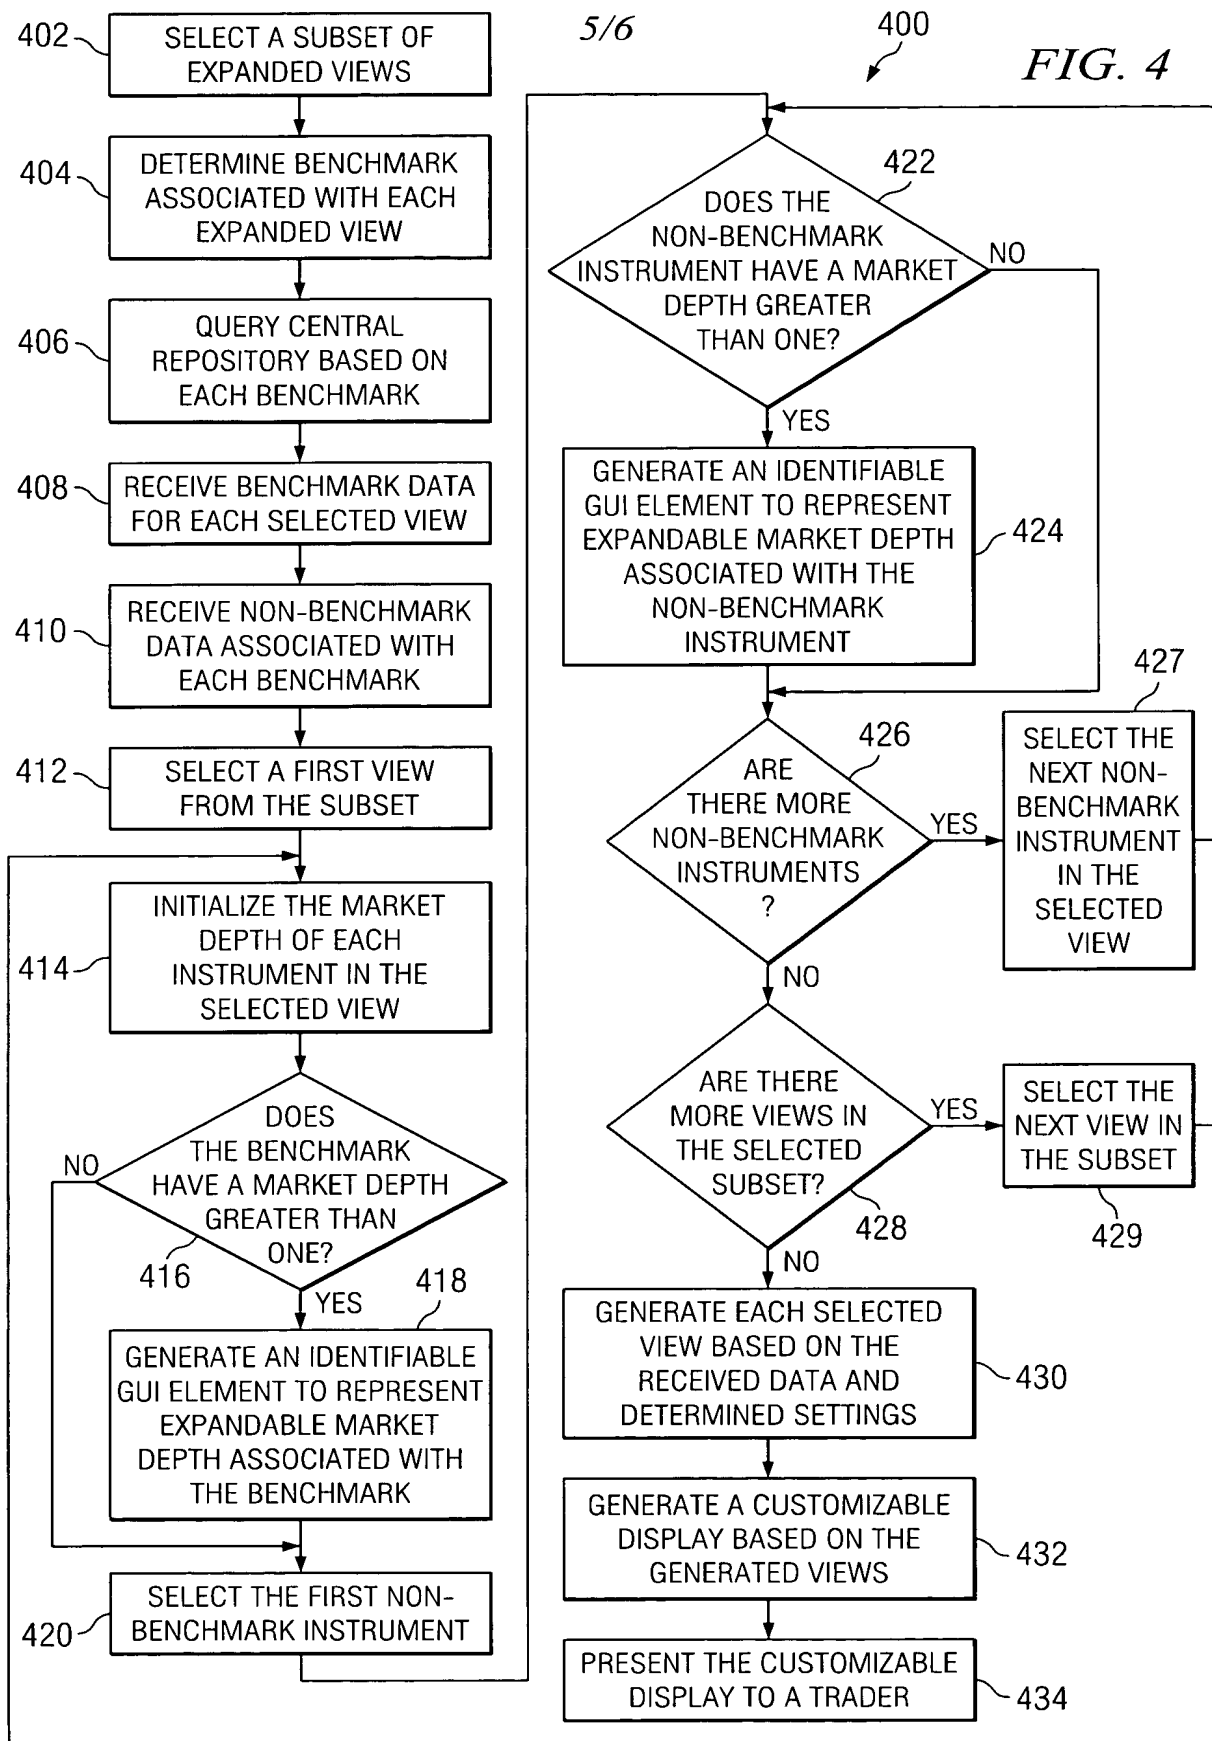 5/6
400
FIG. 4
402
SELECT A SUBSET OF
EXPANDED VIEWS
404
DETERMINE BENCHMARK
ASSOCIATED WITH EACH
EXPANDED VIEW
406
QUERY CENTRAL
REPOSITORY BASED ON
EACH BENCHMARK
408
RECEIVE BENCHMARK DATA
FOR EACH SELECTED VIEW
410
RECEIVE NON-BENCHMARK
DATA ASSOCIATED WITH
EACH BENCHMARK
412
SELECT A FIRST VIEW
FROM THE SUBSET
414
INITIALIZE THE MARKET
DEPTH OF EACH
INSTRUMENT IN THE
SELECTED VIEW
DOES
THE BENCHMARK
HAVE A MARKET DEPTH
GREATER THAN
ONE?
NO
416
YES
418
GENERATE AN IDENTIFIABLE
GUI ELEMENT TO REPRESENT
EXPANDABLE MARKET
DEPTH ASSOCIATED WITH
THE BENCHMARK
420
SELECT THE FIRST NON-
BENCHMARK INSTRUMENT
422
DOES THE
NON-BENCHMARK
INSTRUMENT HAVE A MARKET
DEPTH GREATER
THAN ONE?
NO
YES
GENERATE AN IDENTIFIABLE
GUI ELEMENT TO REPRESENT
EXPANDABLE MARKET DEPTH
ASSOCIATED WITH THE
NON-BENCHMARK
INSTRUMENT
424
426
ARE
THERE MORE
NON-BENCHMARK
INSTRUMENTS
?
YES
NO
427
SELECT THE
NEXT NON-
BENCHMARK
INSTRUMENT
IN THE
SELECTED
VIEW
ARE THERE
MORE VIEWS IN
THE SELECTED
SUBSET?
428
YES
NO
SELECT THE
NEXT VIEW IN
THE SUBSET
429
GENERATE EACH SELECTED
VIEW BASED ON THE
RECEIVED DATA AND
DETERMINED SETTINGS
430
GENERATE A CUSTOMIZABLE
DISPLAY BASED ON THE
GENERATED VIEWS
432
PRESENT THE CUSTOMIZABLE
DISPLAY TO A TRADER
434